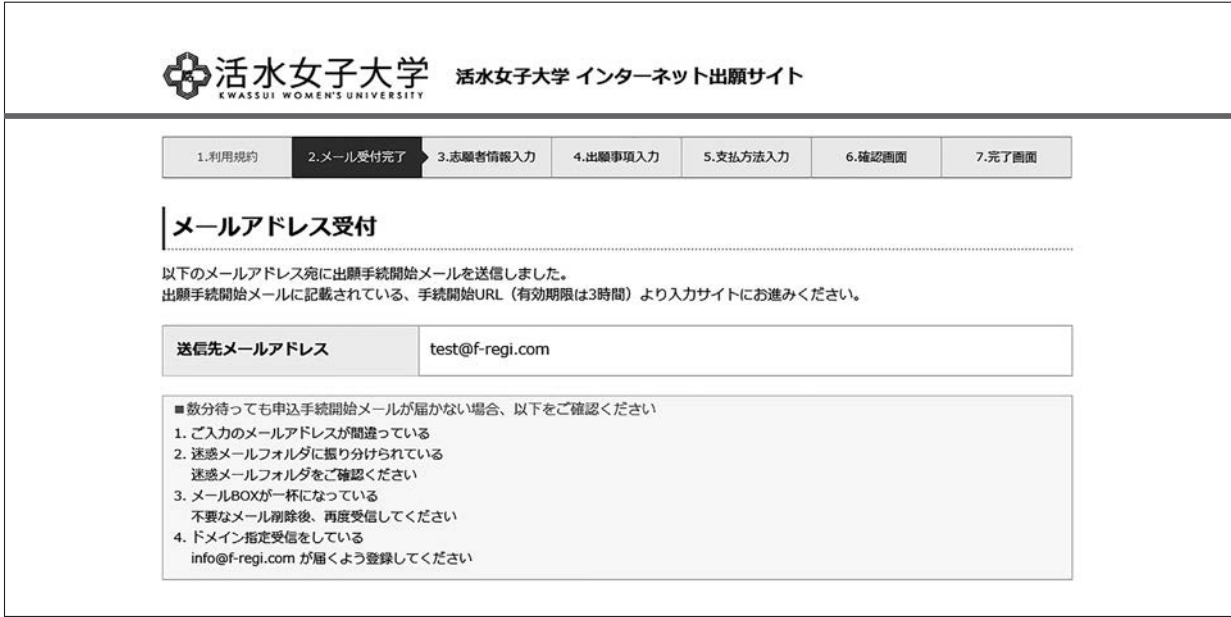 活水女子大学
KWASSUI WOMEN'S UNIVERSITY
活水女子大学 インターネット出願サイト
1.利用規約
2.メール受付完了
3.志願者情報入力
4.出願事項入力
5.支払方法入力
6.確認画面
7.完了画面
メールアドレス受付
以下のメールアドレス宛に出願手続開始メールを送信しました。
出願手続開始メールに記載されている、手続開始URL（有効期限は3時間）より入力サイトにお進みください。
送信先メールアドレス
test@f-regi.com
■数分待っても申込手続開始メールが届かない場合、以下をご確認ください
1. ご入力のメールアドレスが間違っている
2. 迷惑メールフォルダに振り分けられている
迷惑メールフォルダをご確認ください
3. メールBOXが一杯になっている
不要なメール削除後、再度受信してください
4. ドメイン指定受信をしている
info@f-regi.com が届くよう登録してください